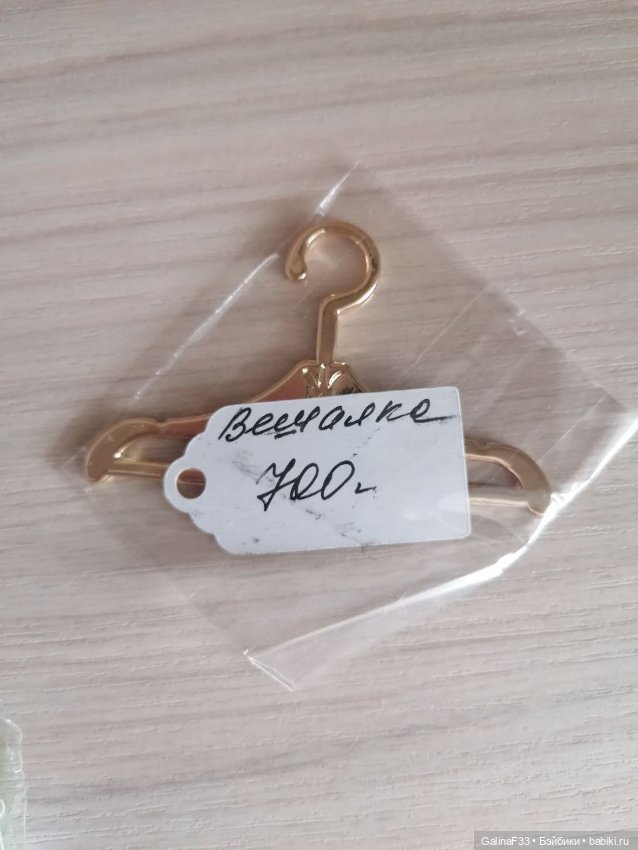 Вешалка
700-
GalinaF33 • Бэйбики • babiki.ru